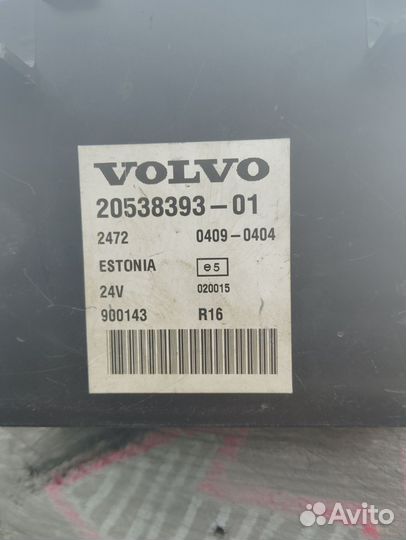 VOLVO
20538393-01
2472 0409-0404
ESTONIA e5
24V 020015
900143 R16
Avito